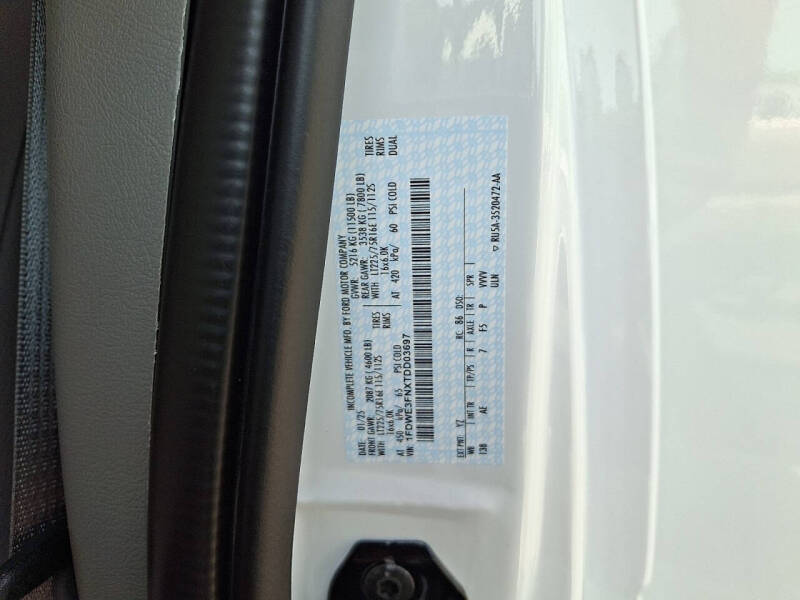 INCOMPLETE VEHICLE MFD. BY FORD MOTOR COMPANY
DATE: 01/25 GVWR: 5216 KG (11500 LB)
FRONT GAWR: 2087 KG (4600 LB) REAR GAWR: 3538 KG (7800 LB)
WITH LT225/75R16E 115/112S TIRES WITH LT225/75R16E 115/112S TIRES
16x6.0K RIMS 16x6.0K RIMS
AT 450 kPa/ 65 PSI COLD AT 420 kPa/ 60 PSI COLD DUAL
VIN: 1FDWE3FNXTDD03697
EXT PNT: YZ RC: 86 DSO:
WB INT TR TP/PS R AXLE TR SPR
138 AE 7 F5 P VVVV
ULN
▽ RU5A-3520472-AA